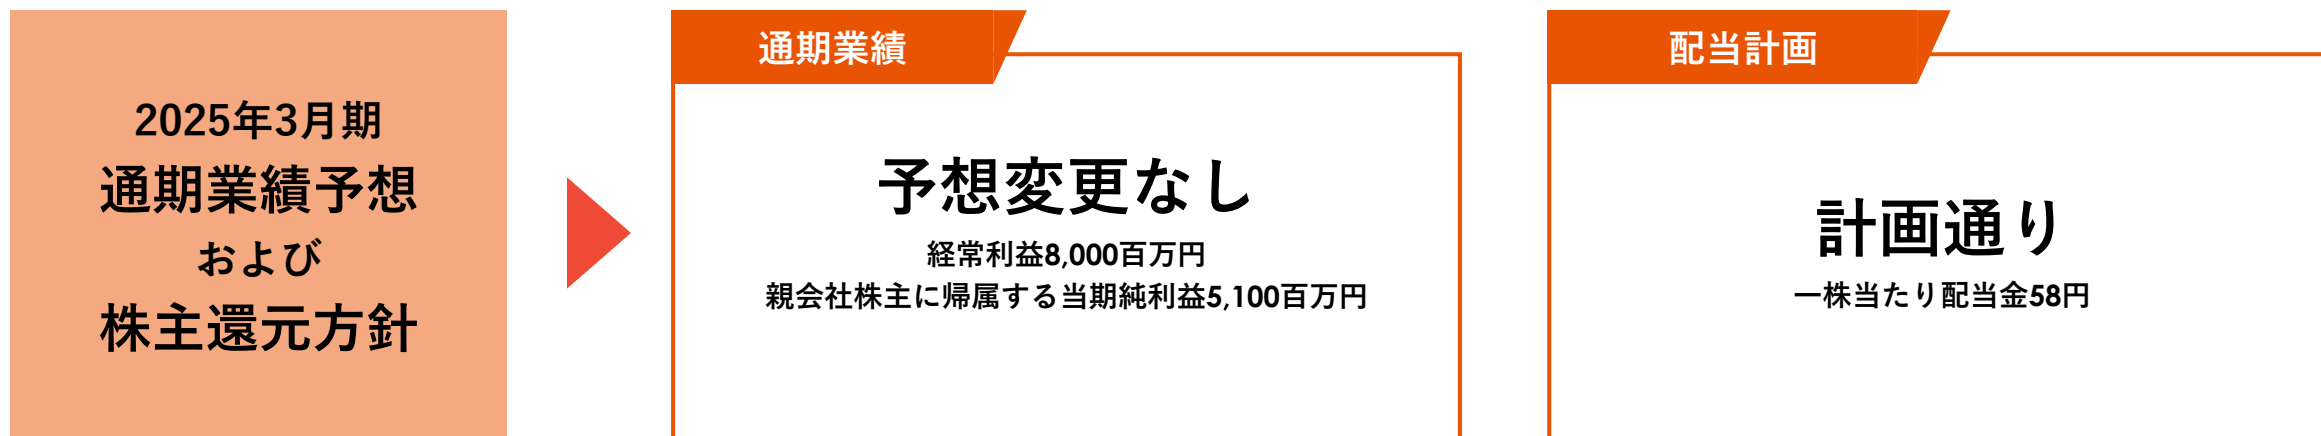 2025年3月期
通期業績予想
および
株主還元方針
通期業績
予想変更なし
経常利益8,000百万円
親会社株主に帰属する当期純利益5,100百万円
配当計画
計画通り
一株当たり配当金58円